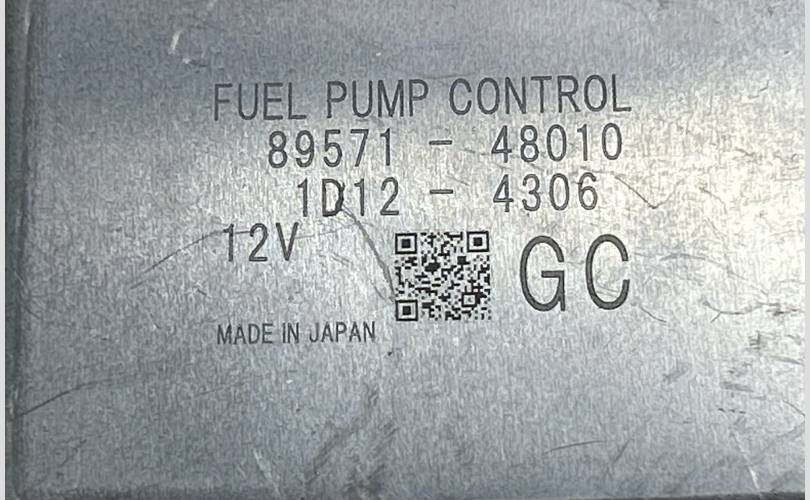 FUEL PUMP CONTROL
89571 - 48010
1D12 - 4306
12V
GC
MADE IN JAPAN